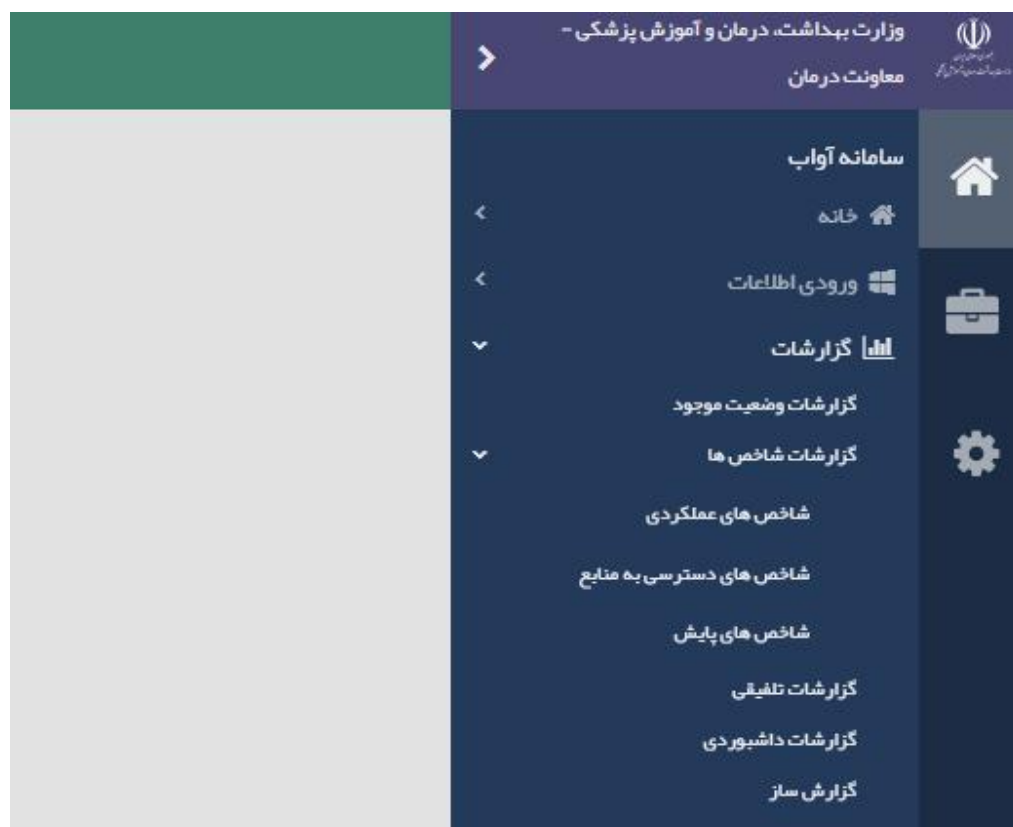 وزارت بهداشت، درمان و آموزش پزشکی -
معاونت درمان
سامانه آواب
خانه
ورودی اطلاعات
گزارشات
گزارشات وضعیت موجود
گزارشات شاخص ها
شاخص های عملکردی
شاخص های دسترسی به منابع
شاخص های پایش
گزارشات تلفیقی
گزارشات داشبوردی
گزارش ساز